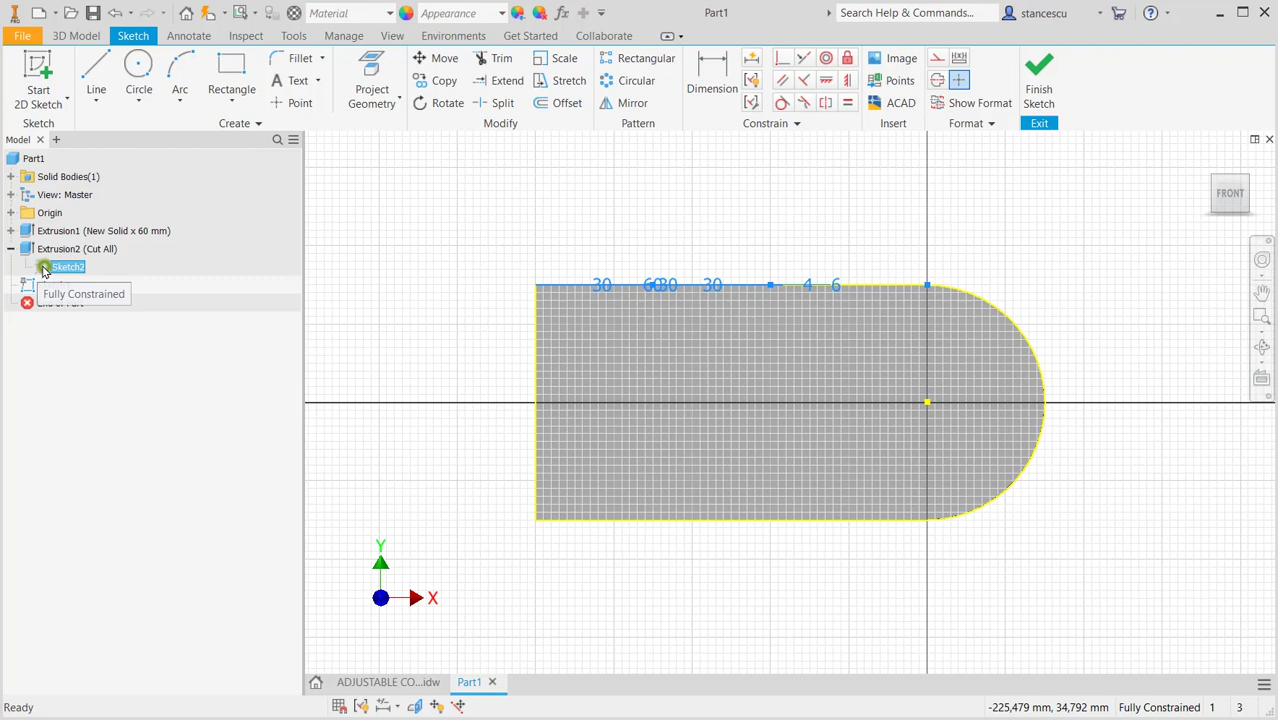 PRO
Material
Appearance
fx
Part1
Search Help & Commands...
stancescu
File
3D Model
Sketch
Annotate
Inspect
Tools
Manage
View
Environments
Get Started
Collaborate
Start
2D Sketch
Line
Circle
Arc
Rectangle
Fillet
Text
Point
Project
Geometry
Move
Copy
Rotate
Trim
Extend
Split
Scale
Stretch
Offset
Rectangular
Circular
Mirror
Dimension
Image
Points
ACAD
Show Format
Finish
Sketch
Sketch
Create
Modify
Pattern
Constrain
Insert
Format
Exit
Model
Part1
Solid Bodies(1)
View: Master
Origin
Extrusion1 (New Solid x 60 mm)
Extrusion2 (Cut All)
Sketch2
Fully Constrained
FRONT
30
60
30
30
4
6
Y
X
ADJUSTABLE CO...idw
Part1
Ready
-225,479 mm, 34,792 mm
Fully Constrained
1
3